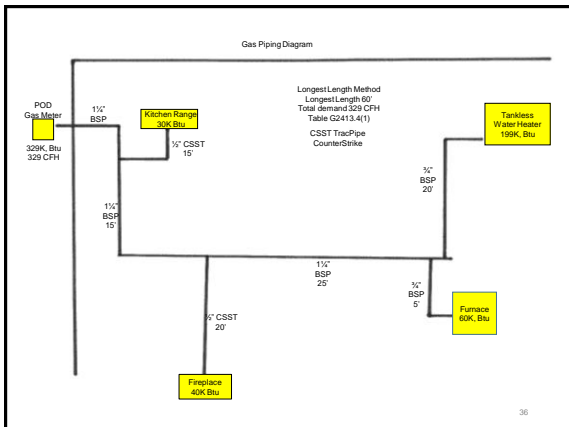 Gas Piping Diagram
POD
Gas Meter
329K, Btu
329 CFH
1¼"
BSP
Kitchen Range
30K Btu
½" CSST
15'
Longest Length Method
Longest Length 60'
Total demand 329 CFH
Table G2413.4(1)
CSST TracPipe
CounterStrike
Tankless
Water Heater
199K, Btu
¾"
BSP
20'
1¼"
BSP
15'
1¼"
BSP
25'
¾"
BSP
5'
Furnace
60K, Btu
½" CSST
20'
Fireplace
40K Btu
36